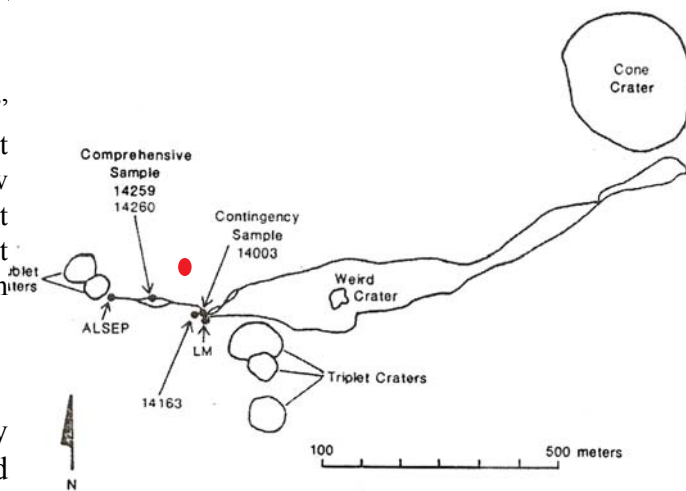 Cone
Crater
Comprehensive
Sample
14259
14260
Contingency
Sample
14003
Weird
Crater
ALSEP
LM
14163
Triplet Craters
100
500 meters
N